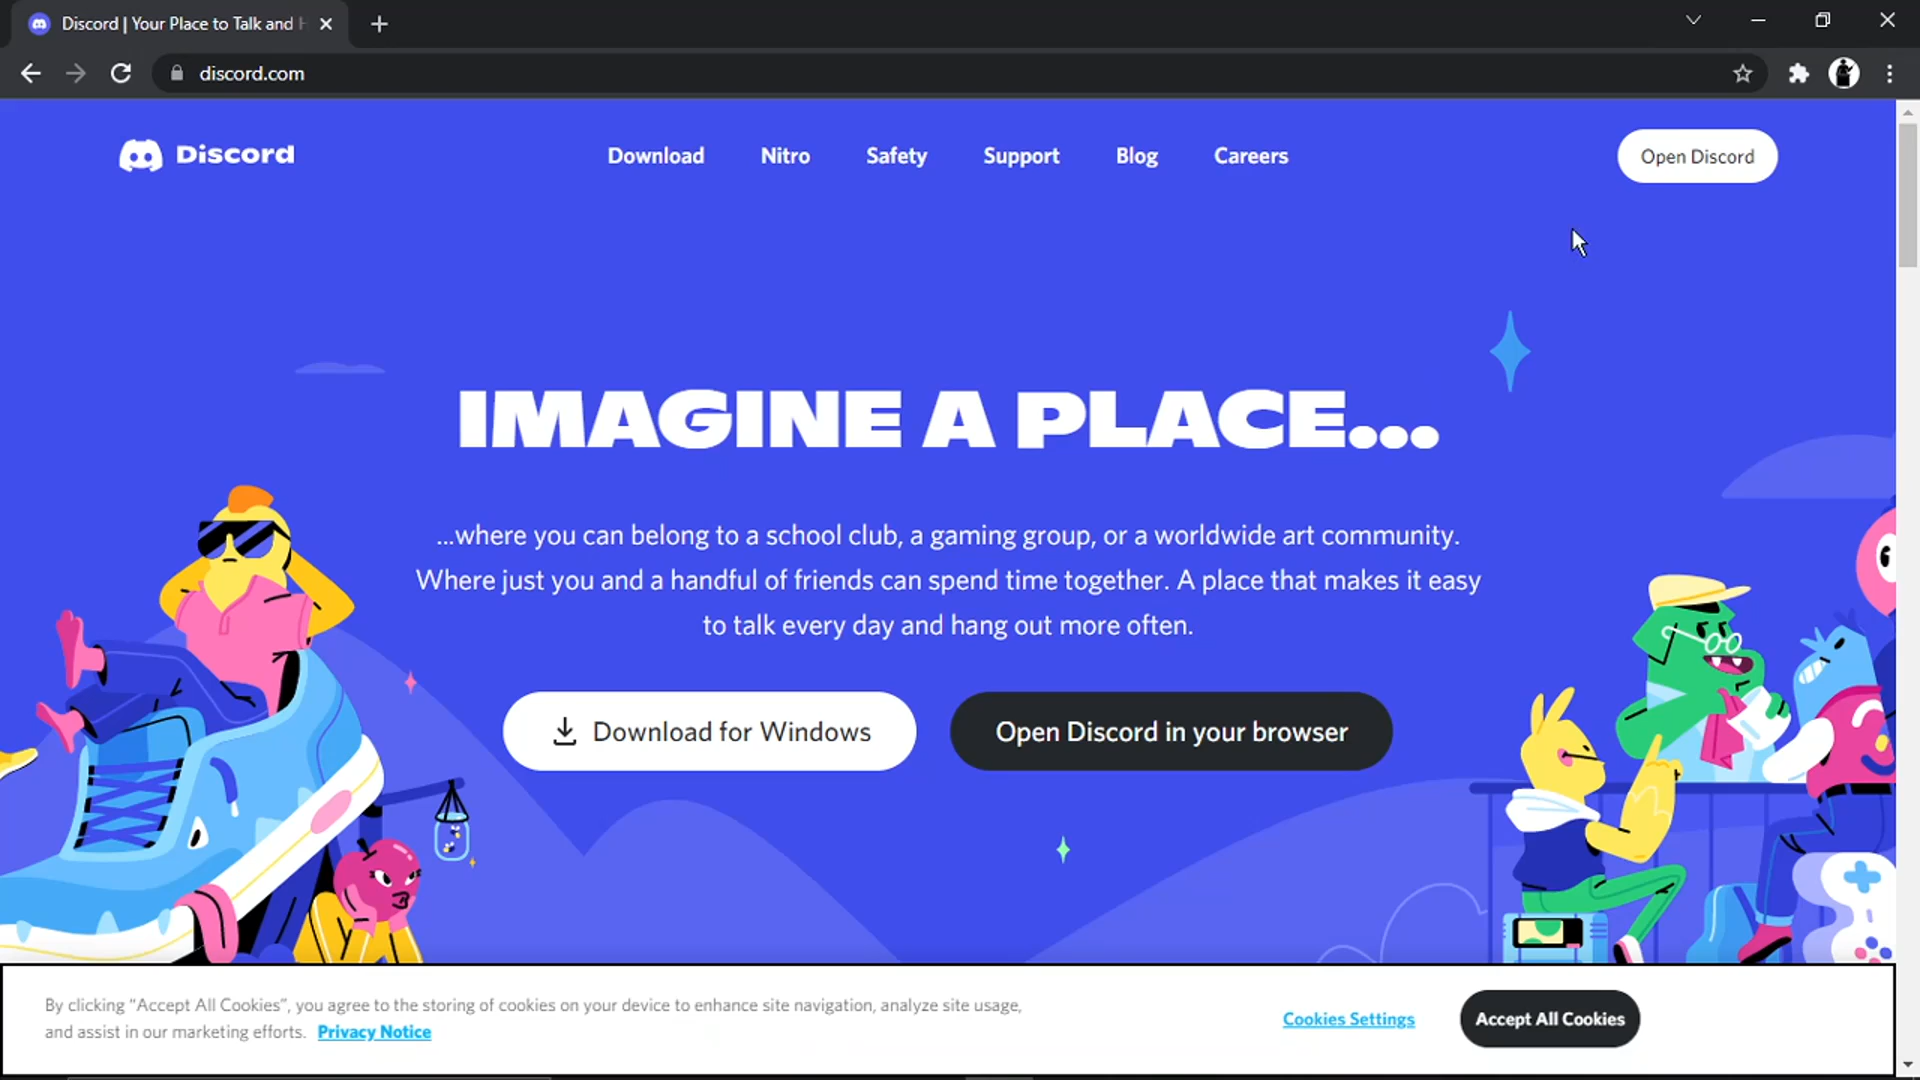 Discord | Your Place to Talk and H
discord.com
Discord
Download
Nitro
Safety
Support
Blog
Careers
Open Discord
IMAGINE A PLACE...
...where you can belong to a school club, a gaming group, or a worldwide art community.
Where just you and a handful of friends can spend time together. A place that makes it easy
to talk every day and hang out more often.
Download for Windows
Open Discord in your browser
By clicking “Accept All Cookies”, you agree to the storing of cookies on your device to enhance site navigation, analyze site usage,
and assist in our marketing efforts. Privacy Notice
Cookies Settings
Accept All Cookies